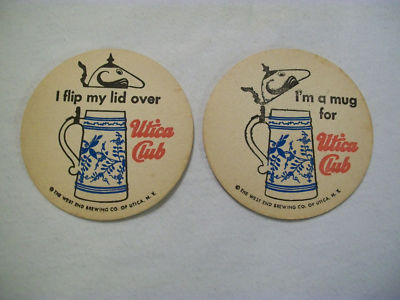 I flip my lid over
Utica
Club
© THE WEST END BREWING CO. OF UTICA, N. Y.
I'm a mug
for
Utica
Club
© THE WEST END BREWING CO. OF UTICA, N. Y.